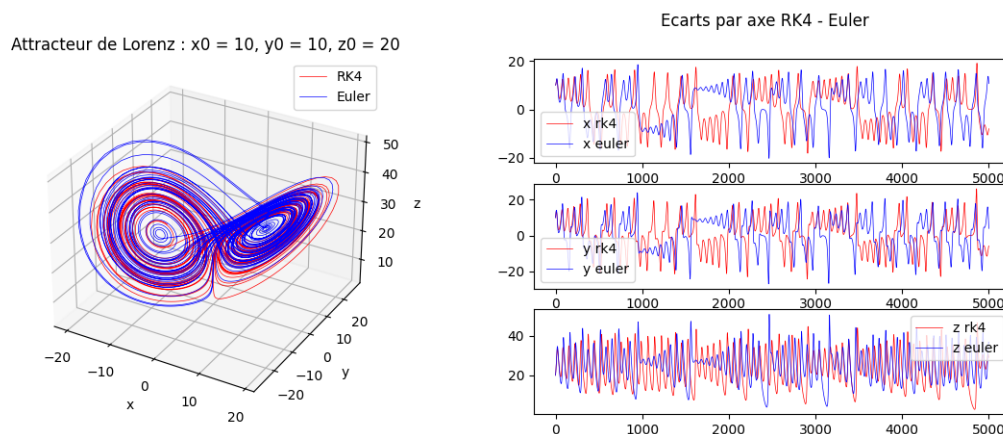 Attracteur de Lorenz : x0 = 10, y0 = 10, z0 = 20
RK4
Euler
50
40
30
20
10
z
−20
−10
0
10
20
x
−20
−10
0
10
20
y
Ecarts par axe RK4 - Euler
20
0
−20
x rk4
x euler
0 1000 2000 3000 4000 5000
20
0
−20
y rk4
y euler
0 1000 2000 3000 4000 5000
40
20
z rk4
z euler
0 1000 2000 3000 4000 5000